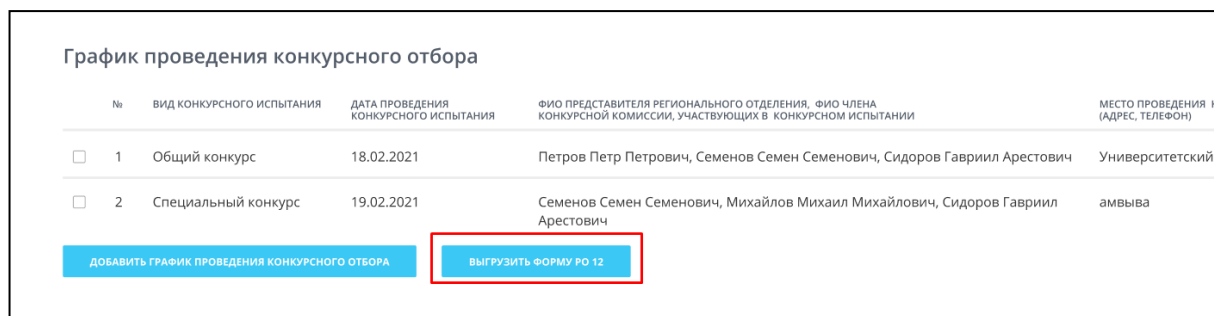 График проведения конкурсного отбора
№ ВИД КОНКУРСНОГО ИСПЫТАНИЯ ДАТА ПРОВЕДЕНИЯ КОНКУРСНОГО ИСПЫТАНИЯ ФИО ПРЕДСТАВИТЕЛЯ РЕГИОНАЛЬНОГО ОТДЕЛЕНИЯ, ФИО ЧЛЕНА КОНКУРСНОЙ КОМИССИИ, УЧАСТВУЮЩИХ В КОНКУРСНОМ ИСПЫТАНИИ МЕСТО ПРОВЕДЕНИЯ (АДРЕС, ТЕЛЕФОН)
1 Общий конкурс 18.02.2021 Петров Петр Петрович, Семенов Семен Семенович, Сидоров Гавриил Арестович Университетский
2 Специальный конкурс 19.02.2021 Семенов Семен Семенович, Михайлов Михаил Михайлович, Сидоров Гавриил амвыва
Арестович
ДОБАВИТЬ ГРАФИК ПРОВЕДЕНИЯ КОНКУРСНОГО ОТБОРА ВЫГРУЗИТЬ ФОРМУ РО 12